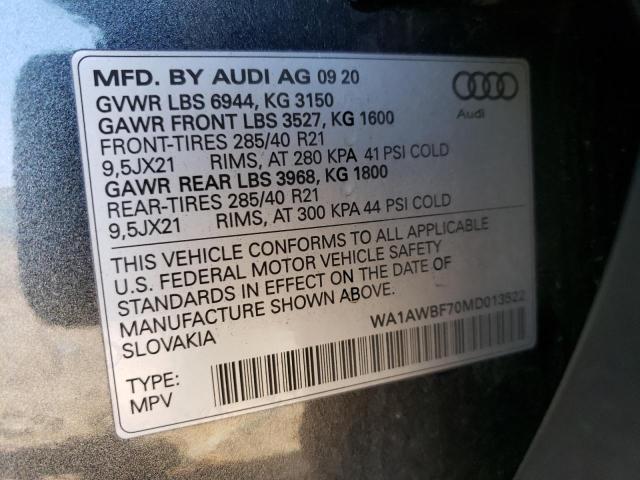 MFD. BY AUDI AG 09 20
GVWR LBS 6944, KG 3150
GAWR FRONT LBS 3527, KG 1600
FRONT-TIRES 285/40 R21
9,5JX21 RIMS, AT 280 KPA 41 PSI COLD
GAWR REAR LBS 3968, KG 1800
REAR-TIRES 285/40 R21
9,5JX21 RIMS, AT 300 KPA 44 PSI COLD
Audi
THIS VEHICLE CONFORMS TO ALL APPLICABLE
U.S. FEDERAL MOTOR VEHICLE SAFETY
STANDARDS IN EFFECT ON THE DATE OF
MANUFACTURE SHOWN ABOVE.
SLOVAKIA
WA1AWBF70MD013522
TYPE:
MPV